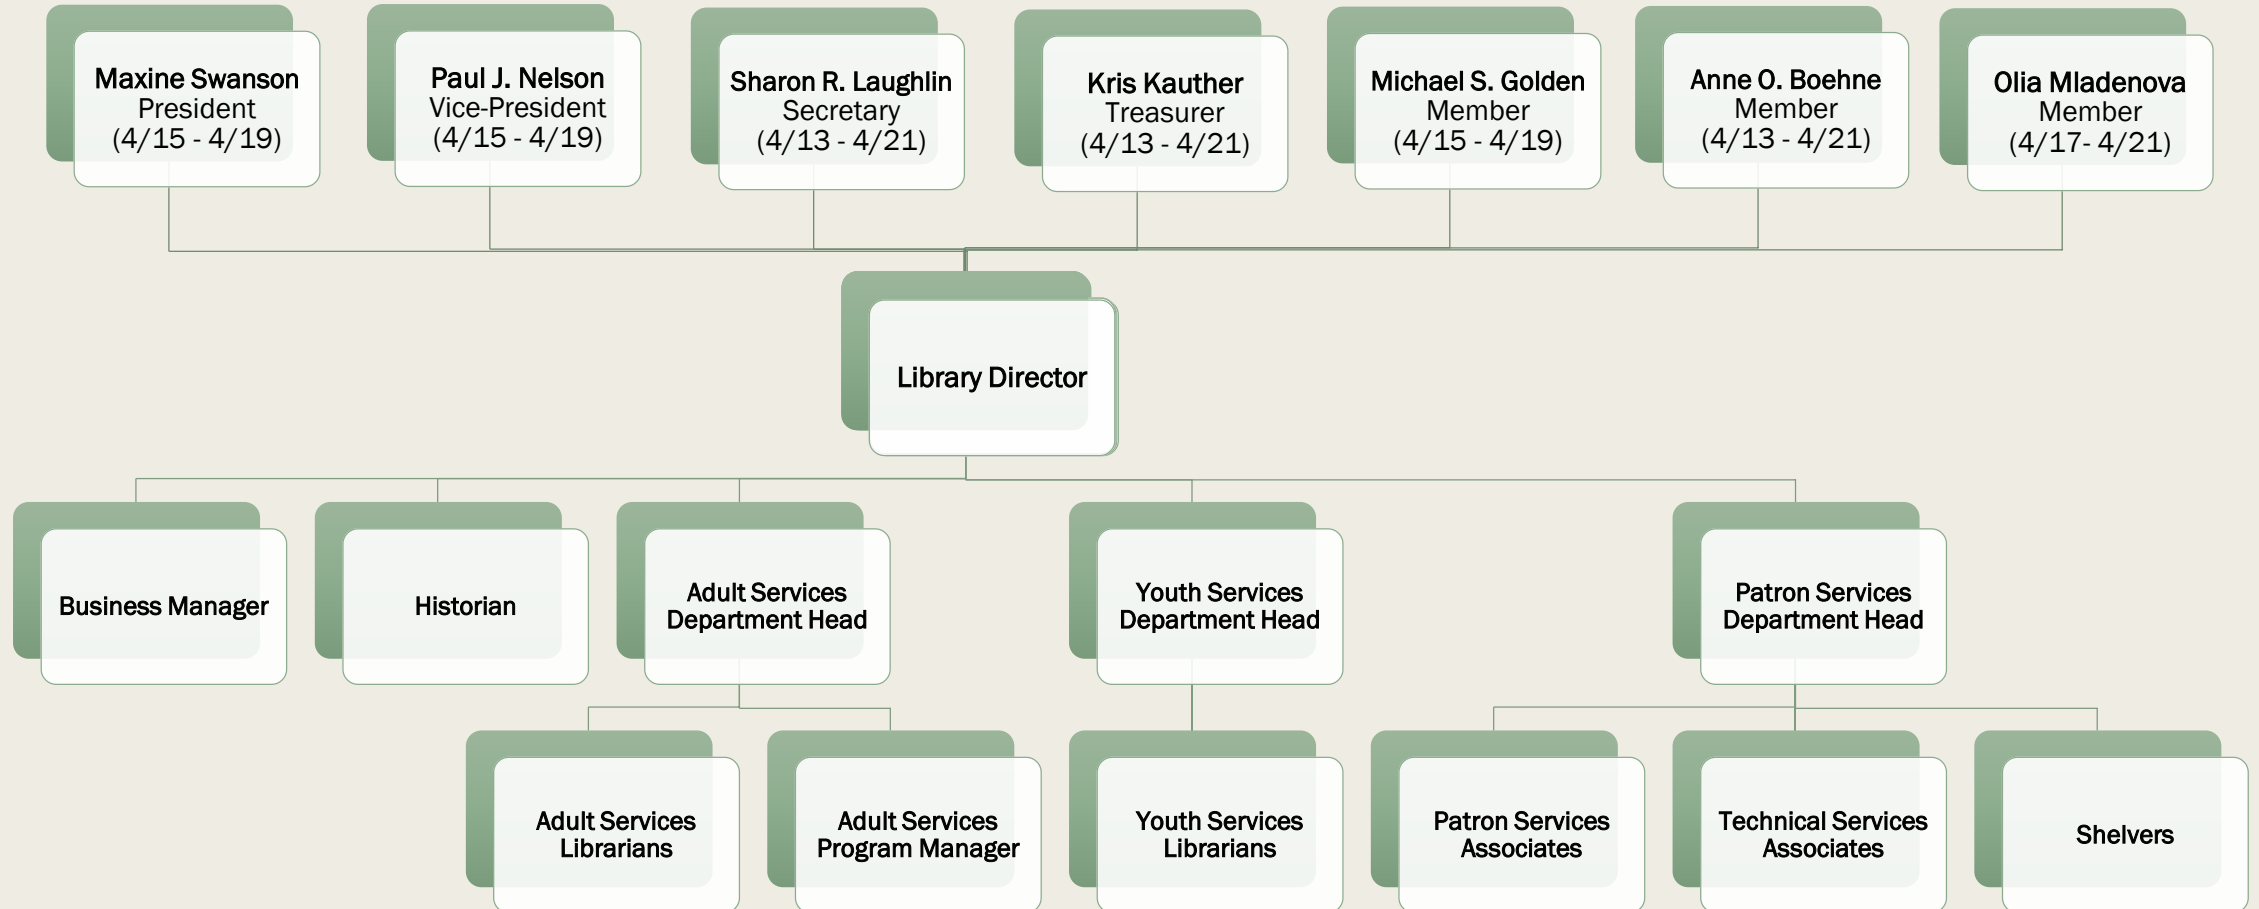 Maxine Swanson
President
(4/15 - 4/19)
Paul J. Nelson
Vice-President
(4/15 - 4/19)
Sharon R. Laughlin
Secretary
(4/13 - 4/21)
Kris Kauther
Treasurer
(4/13 - 4/21)
Michael S. Golden
Member
(4/15 - 4/19)
Anne O. Boehne
Member
(4/13 - 4/21)
Olia Mladenova
Member
(4/17- 4/21)
Library Director
Business Manager
Historian
Adult Services
Department Head
Youth Services
Department Head
Patron Services
Department Head
Adult Services
Librarians
Adult Services
Program Manager
Youth Services
Librarians
Patron Services
Associates
Technical Services
Associates
Shelvers